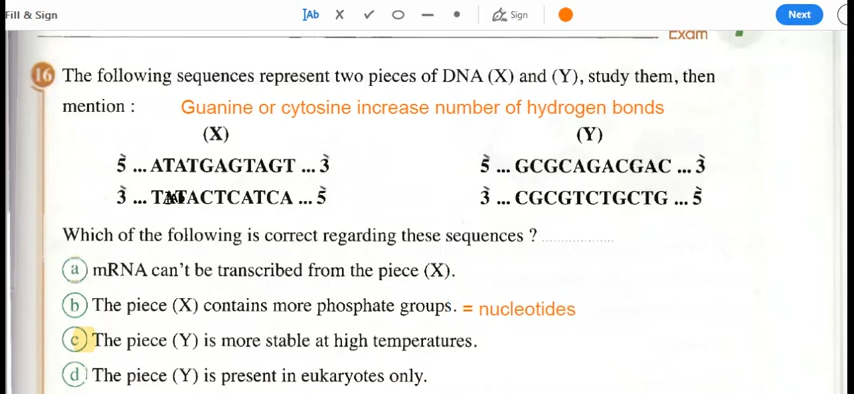 Fill & Sign
Ab
Sign
Next
Exam
16 The following sequences represent two pieces of DNA (X) and (Y), study them, then
mention : Guanine or cytosine increase number of hydrogen bonds
(X) (Y)
5̀ ... ATATGAGTAGT ... 3̀ 5̀ ... GCGCAGACGAC ... 3̀
3̀ ... TATACTCATCA ... 5̀ 3̀ ... CGCGTCTGCTG ... 5̀
Which of the following is correct regarding these sequences ? ..................
a mRNA can't be transcribed from the piece (X).
b The piece (X) contains more phosphate groups. = nucleotides
c The piece (Y) is more stable at high temperatures.
d The piece (Y) is present in eukaryotes only.